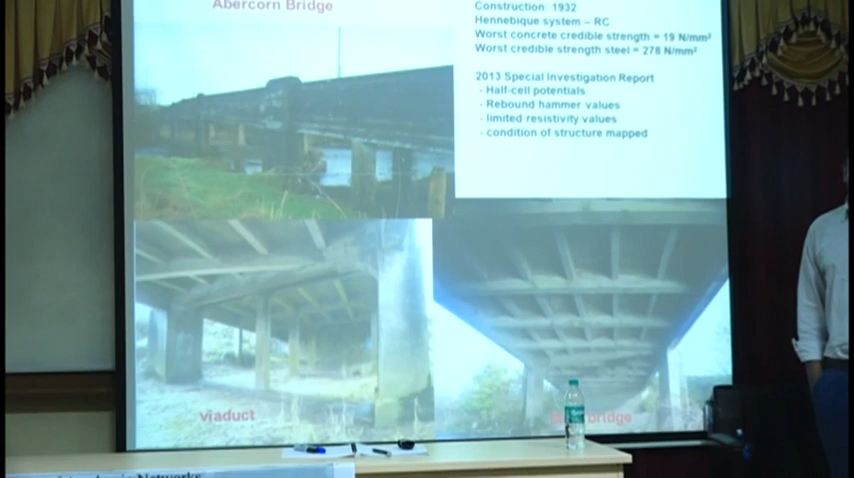 Abercorn Bridge
Construction: 1932
Hennebique system – RC
Worst concrete credible strength = 19 N/mm²
Worst credible strength steel = 278 N/mm²
2013 Special Investigation Report
- Half-cell potentials
- Rebound hammer values
- limited resistivity values
- condition of structure mapped
viaduct
bridge
Networks